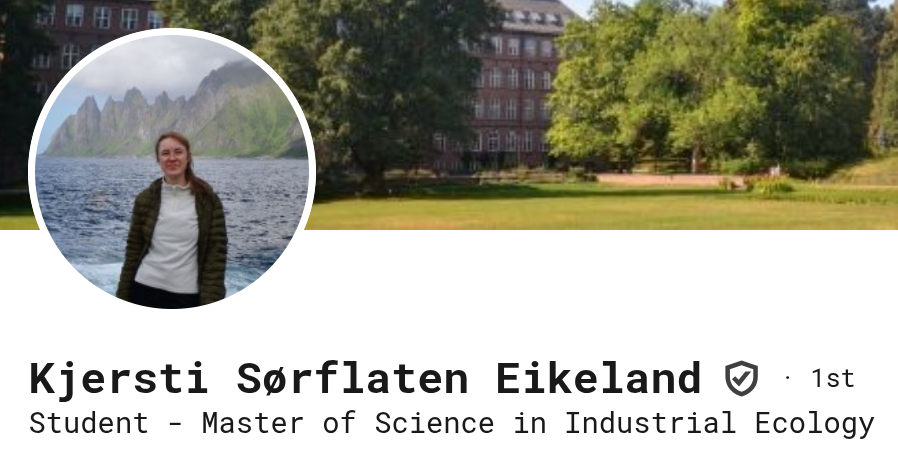 Kjersti Sørflaten Eikeland · 1st
Student - Master of Science in Industrial Ecology